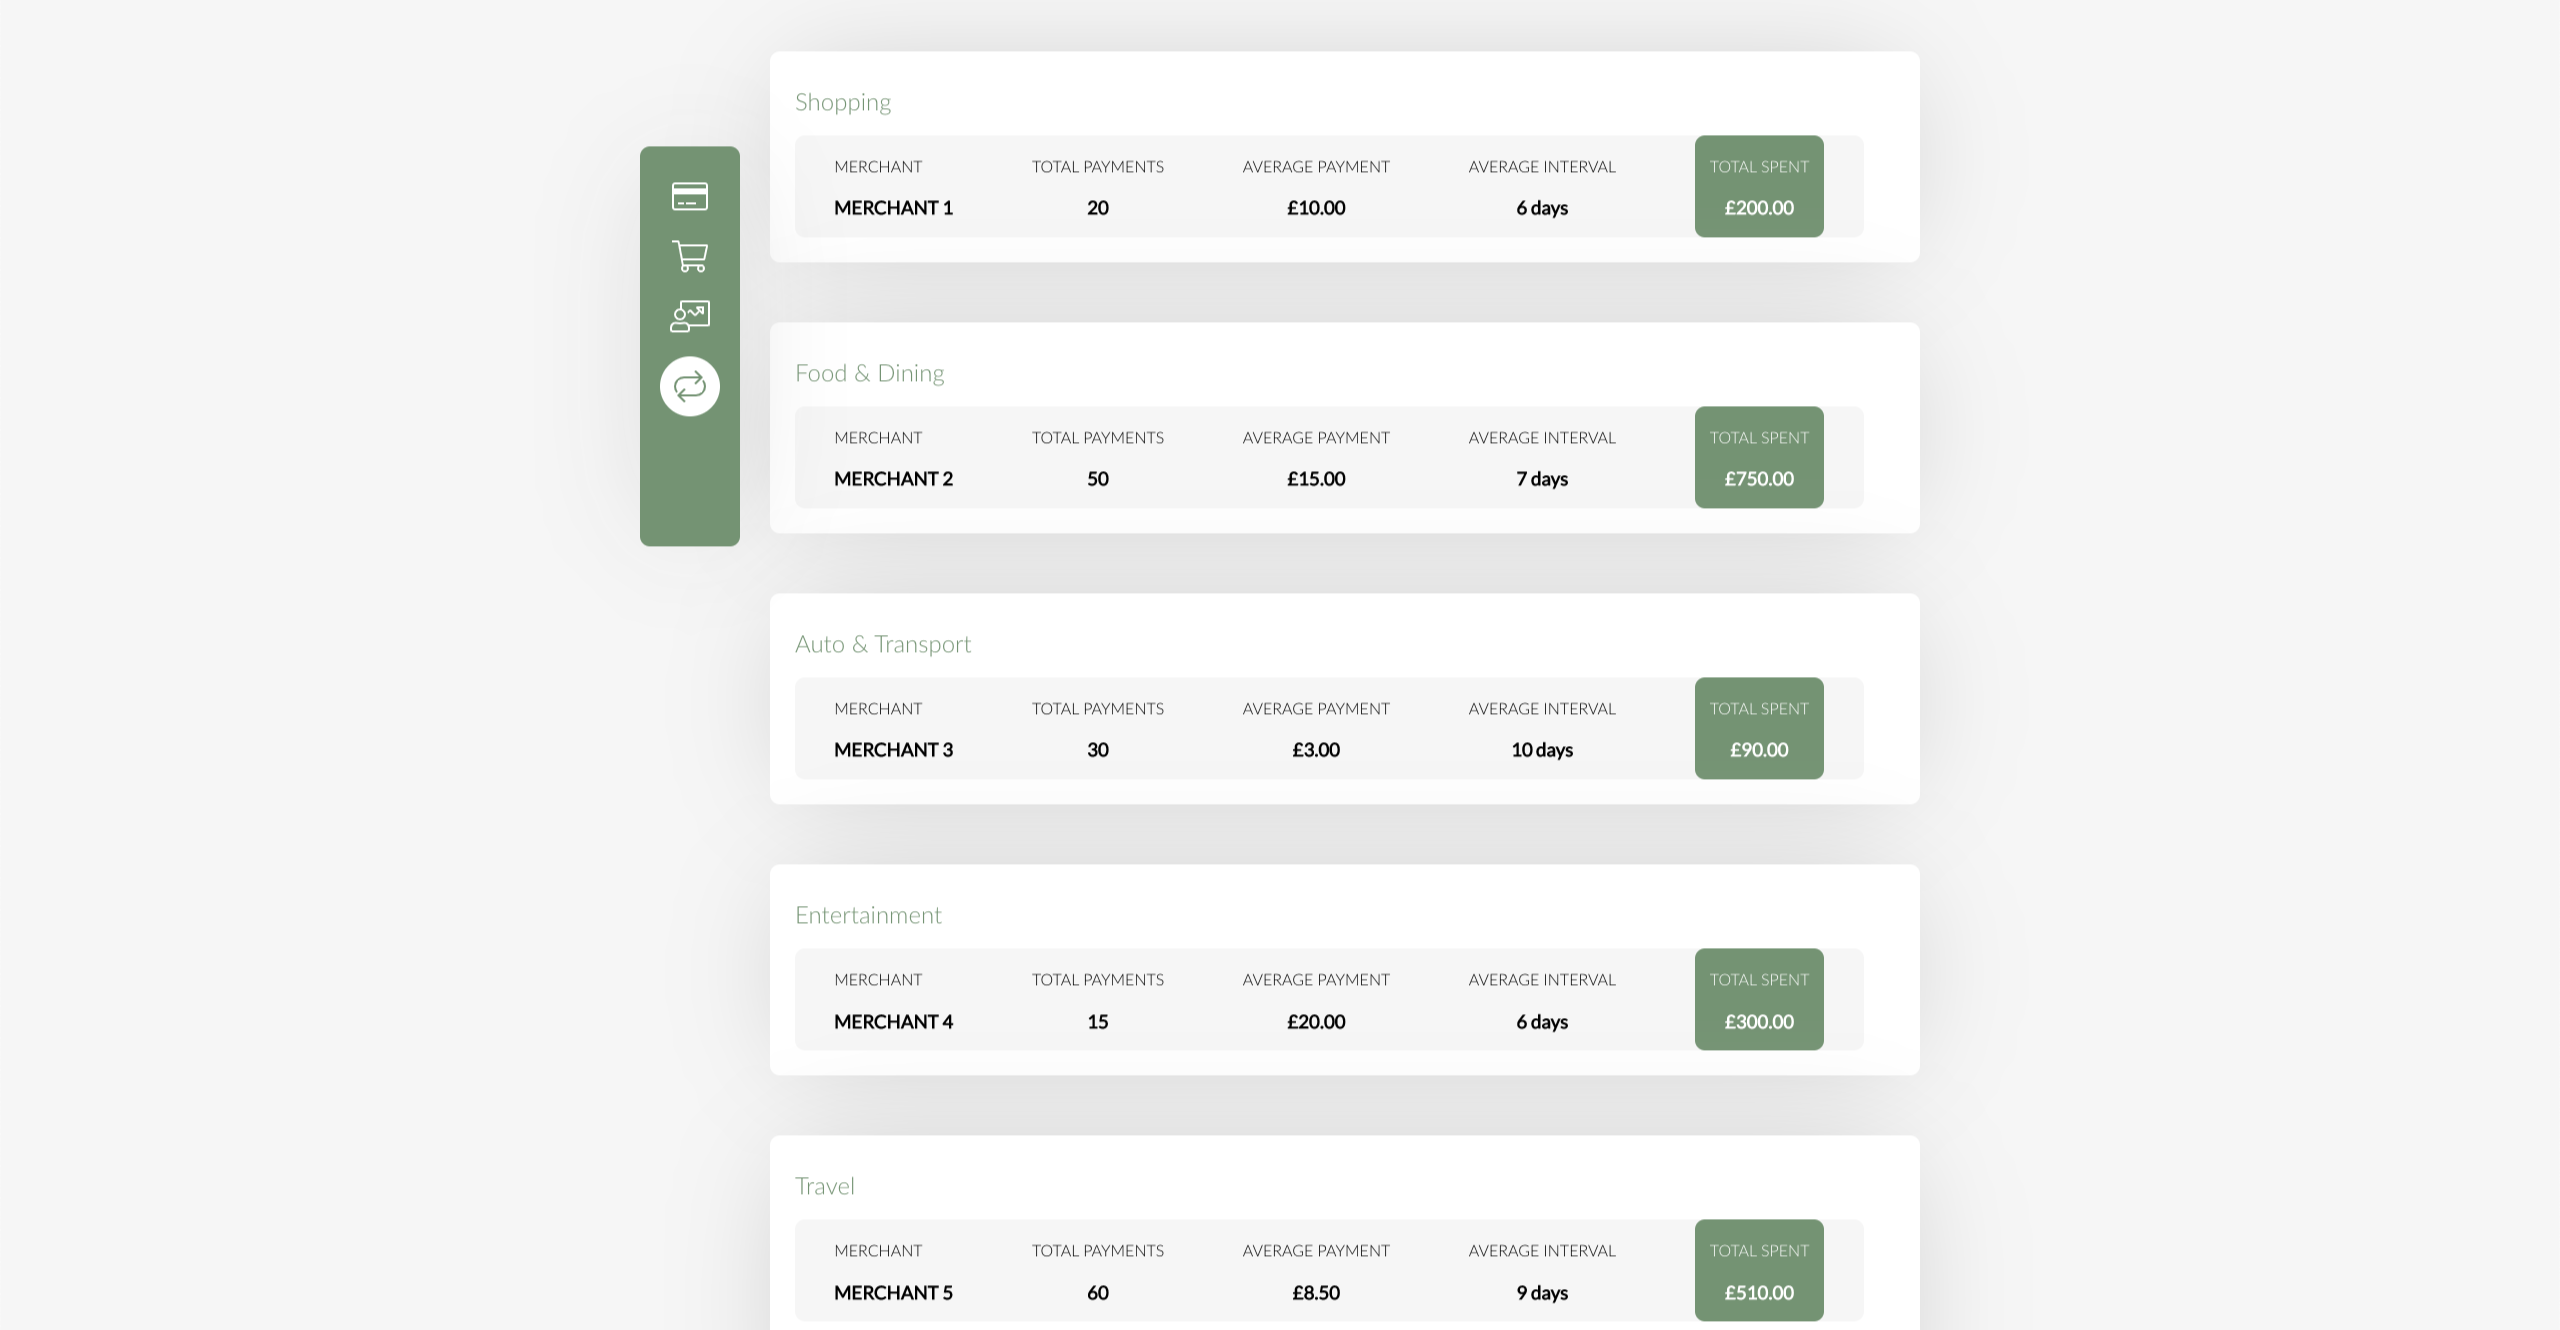 Shopping
MERCHANT TOTAL PAYMENTS AVERAGE PAYMENT AVERAGE INTERVAL TOTAL SPENT
MERCHANT 1 20 £10.00 6 days £200.00
Food & Dining
MERCHANT TOTAL PAYMENTS AVERAGE PAYMENT AVERAGE INTERVAL TOTAL SPENT
MERCHANT 2 50 £15.00 7 days £750.00
Auto & Transport
MERCHANT TOTAL PAYMENTS AVERAGE PAYMENT AVERAGE INTERVAL TOTAL SPENT
MERCHANT 3 30 £3.00 10 days £90.00
Entertainment
MERCHANT TOTAL PAYMENTS AVERAGE PAYMENT AVERAGE INTERVAL TOTAL SPENT
MERCHANT 4 15 £20.00 6 days £300.00
Travel
MERCHANT TOTAL PAYMENTS AVERAGE PAYMENT AVERAGE INTERVAL TOTAL SPENT
MERCHANT 5 60 £8.50 9 days £510.00